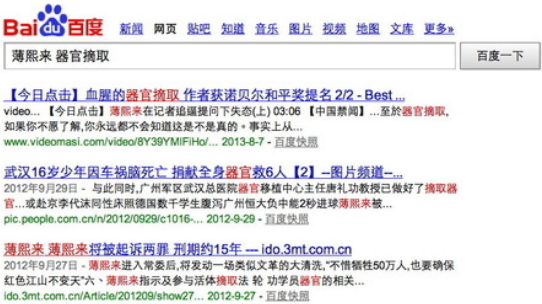 Baidu百度
新闻 网页 贴吧 知道 音乐 图片 视频 地图 文库 更多»
薄熙来 器官摘取 百度一下
【今日点击】血腥的器官摘取 作者获诺贝尔和平奖提名 2/2 - Best ...
video... 【今日点击】薄熙来在记者追逼提问下失态(上) 03:06 【中国禁闻】...至於器官摘取,
如果你不愿了解,你永远都不会知道这是不是真的。事实上从...
www.videomasi.com/video/8Y39YMIFiHo/... 2013-8-7 - 百度快照
武汉16岁少年因车祸脑死亡 捐献全身器官救6人【2】--图片频道--...
2012年9月29日 - 与此同时,广州军区武汉总医院器官移植中心主任唐礼功教授已做好了摘取器
官...或赴京李代沫同性床照德国数千学生腹泻广州恒大负中能2秒进球薄熙来被...
pic.people.com.cn/n/2012/0929/c1016-... 2012-9-29 - 百度快照
薄熙来 薄熙来将被起诉两罪 刑期约15年 --- ido.3mt.com.cn
2012年9月27日 - 薄熙来进入常委后,将发动一场类似文革的大清洗,"不惜牺牲50万人,也要确保
红色江山不变天"六、薄熙来指示及参与活体摘取法 轮 功学员器官的相关...
ido.3mt.com.cn/Article/201209/show27... 2012-9-27 - 百度快照